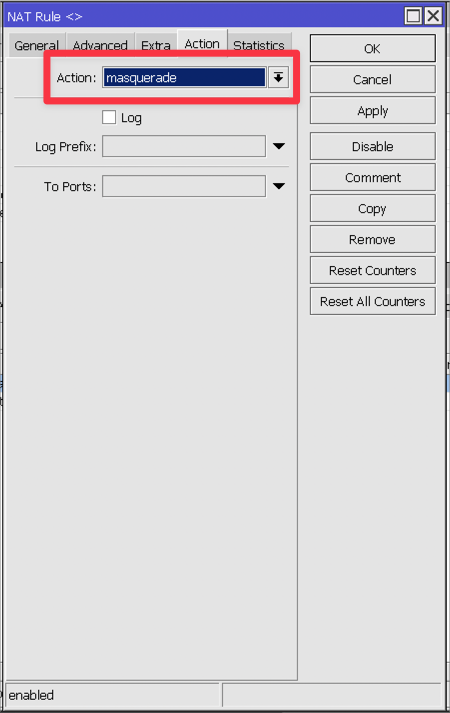 NAT Rule <>
General Advanced Extra Action Statistics
Action: masquerade
Log
Log Prefix:
To Ports:
OK
Cancel
Apply
Disable
Comment
Copy
Remove
Reset Counters
Reset All Counters
enabled